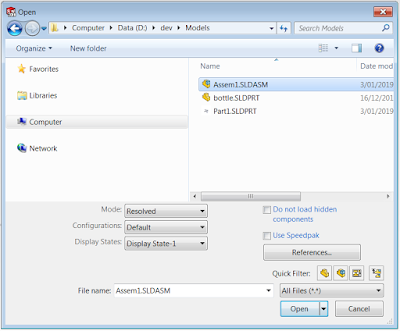 Open
Computer ▸ Data (D:) ▸ dev ▸ Models
Search Models
Organize
New folder
Name
Date mod
Favorites
Libraries
Computer
Network
Assem1.SLDASM
3/01/2019
bottle.SLDPRT
16/12/201
Part1.SLDPRT
3/01/2019
Mode:
Resolved
Configurations:
Default
Display States:
Display State-1
Do not load hidden
components
Use Speedpak
References...
Quick Filter:
File name:
Assem1.SLDASM
All Files (*.*)
Open
Cancel